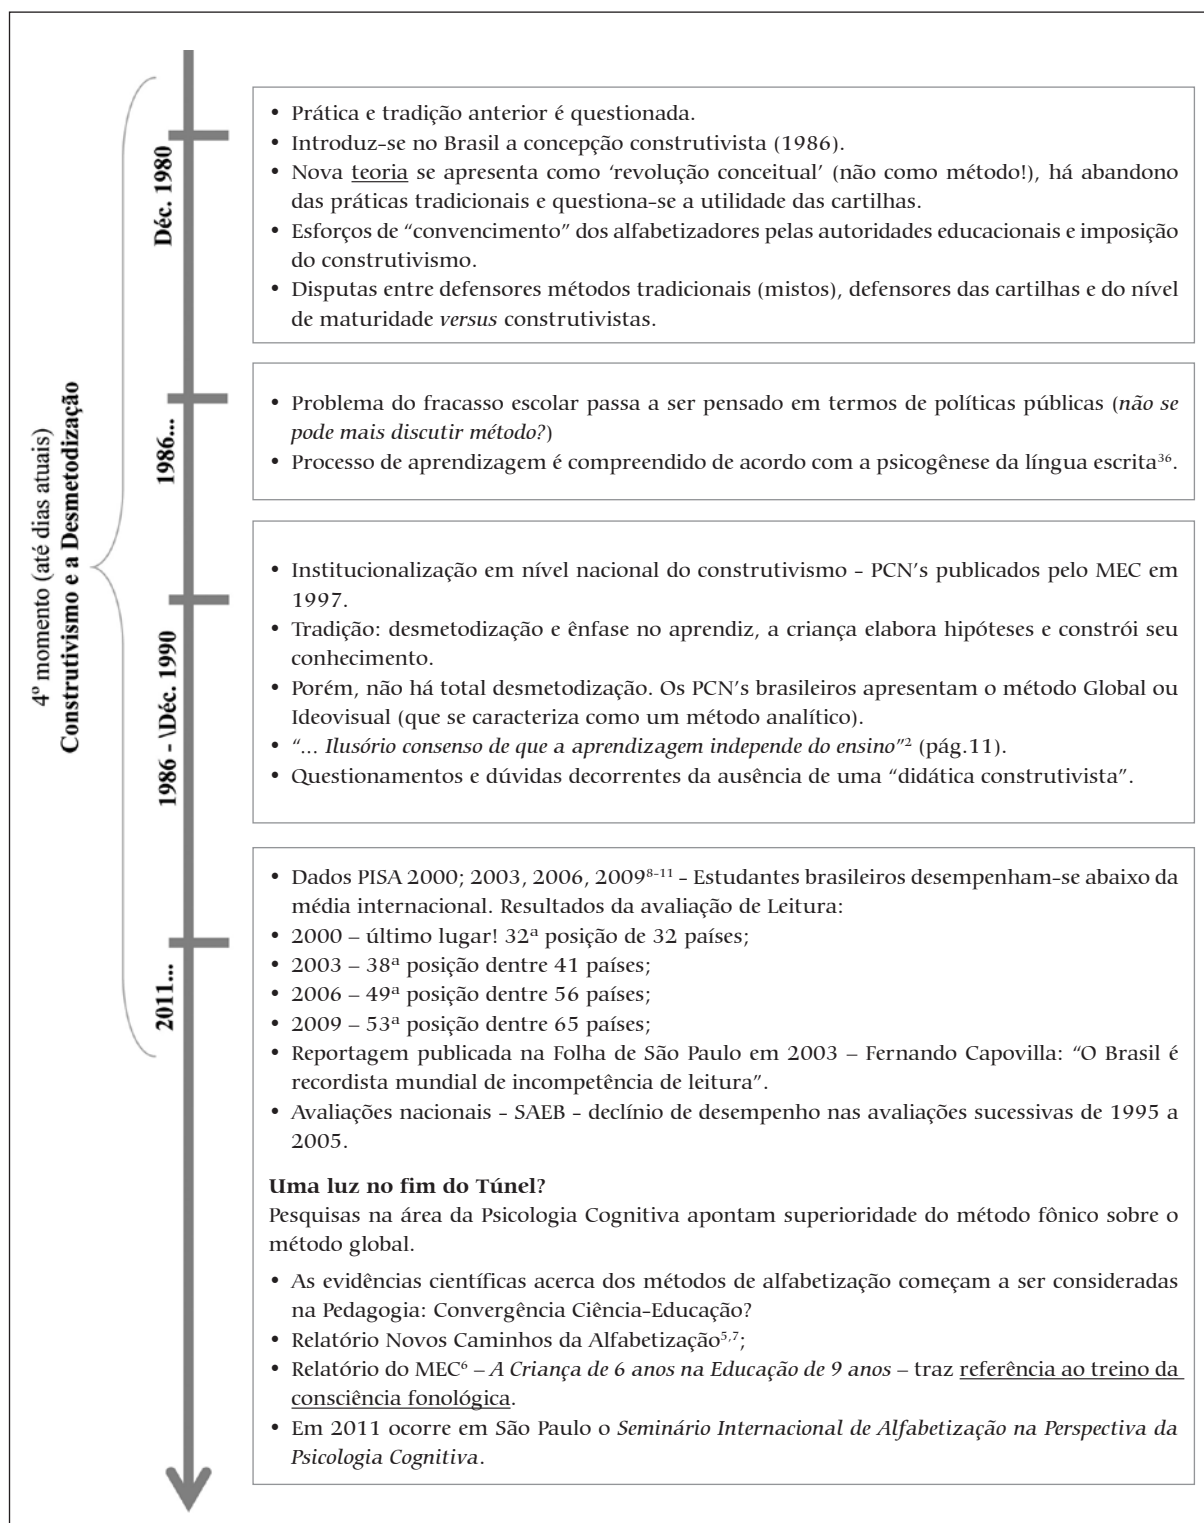 4º momento (até dias atuais)
Construtivismo e a Desmetodização
Déc. 1980
• Prática e tradição anterior é questionada.
• Introduz-se no Brasil a concepção construtivista (1986).
• Nova teoria se apresenta como ‘revolução conceitual’ (não como método!), há abandono
das práticas tradicionais e questiona-se a utilidade das cartilhas.
• Esforços de “convencimento” dos alfabetizadores pelas autoridades educacionais e imposição
do construtivismo.
• Disputas entre defensores métodos tradicionais (mistos), defensores das cartilhas e do nível
de maturidade versus construtivistas.
1986...
• Problema do fracasso escolar passa a ser pensado em termos de políticas públicas (não se
pode mais discutir método?)
• Processo de aprendizagem é compreendido de acordo com a psicogênese da língua escrita³⁶.
1986 - \Déc. 1990
• Institucionalização em nível nacional do construtivismo – PCN’s publicados pelo MEC em
1997.
• Tradição: desmetodização e ênfase no aprendiz, a criança elabora hipóteses e constrói seu
conhecimento.
• Porém, não há total desmetodização. Os PCN’s brasileiros apresentam o método Global ou
Ideovisual (que se caracteriza como um método analítico).
• “... Ilusório consenso de que a aprendizagem independe do ensino”² (pág.11).
• Questionamentos e dúvidas decorrentes da ausência de uma “didática construtivista”.
2011...
• Dados PISA 2000; 2003, 2006, 2009⁸⁻¹¹ – Estudantes brasileiros desempenham-se abaixo da
média internacional. Resultados da avaliação de Leitura:
• 2000 – último lugar! 32ª posição de 32 países;
• 2003 – 38ª posição dentre 41 países;
• 2006 – 49ª posição dentre 56 países;
• 2009 – 53ª posição dentre 65 países;
• Reportagem publicada na Folha de São Paulo em 2003 – Fernando Capovilla: “O Brasil é
recordista mundial de incompetência de leitura”.
• Avaliações nacionais – SAEB – declínio de desempenho nas avaliações sucessivas de 1995 a
2005.
Uma luz no fim do Túnel?
Pesquisas na área da Psicologia Cognitiva apontam superioridade do método fônico sobre o
método global.
• As evidências científicas acerca dos métodos de alfabetização começam a ser consideradas
na Pedagogia: Convergência Ciência-Educação?
• Relatório Novos Caminhos da Alfabetização⁵,⁷;
• Relatório do MEC⁶ – A Criança de 6 anos na Educação de 9 anos – traz referência ao treino da
consciência fonológica.
• Em 2011 ocorre em São Paulo o Seminário Internacional de Alfabetização na Perspectiva da
Psicologia Cognitiva.